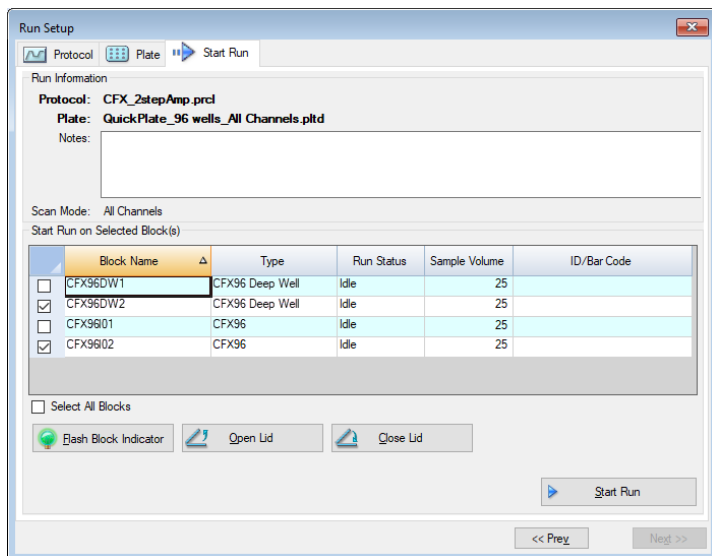 Run Setup
Protocol Plate Start Run
Run Information
Protocol: CFX_2stepAmp.prcl
Plate: QuickPlate_96 wells_All Channels.pltd
Notes:
Scan Mode: All Channels
Start Run on Selected Block(s)
Block Name Type Run Status Sample Volume ID/Bar Code
CFX96DW1 CFX96 Deep Well Idle 25
CFX96DW2 CFX96 Deep Well Idle 25
CFX96I01 CFX96 Idle 25
CFX96I02 CFX96 Idle 25
Select All Blocks
Flash Block Indicator Open Lid Close Lid
Start Run
<< Prev Next >>